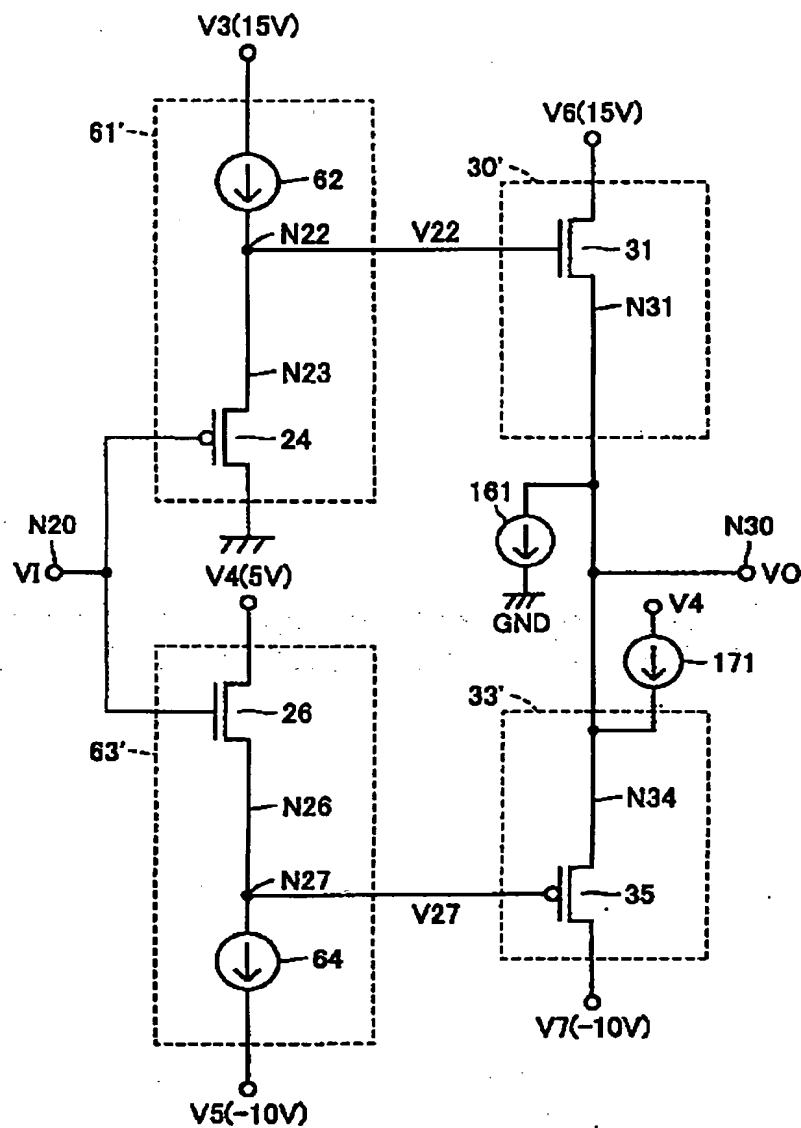 V3(15V)
61'
62
N22
V22
N23
24
N20
VI
V4(5V)
63'
26
N26
N27
V27
64
V5(-10V)
V6(15V)
30'
31
N31
161
GND
N30
VO
V4
171
33'
N34
35
V7(-10V)